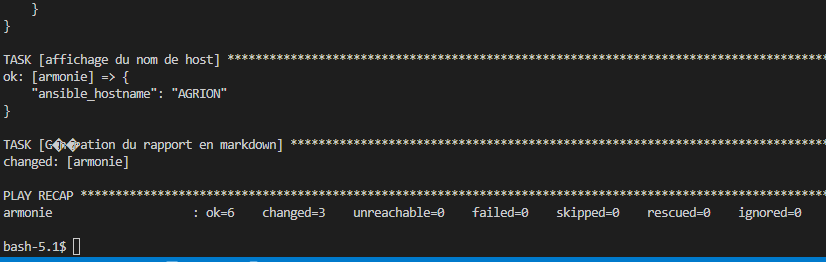 }
}
TASK [affichage du nom de host] ****************************************************************************************
ok: [armonie] => {
"ansible_hostname": "AGRION"
}
TASK [G�n��ation du rapport en markdown] *******************************************************************************
changed: [armonie]
PLAY RECAP *************************************************************************************************************
armonie : ok=6 changed=3 unreachable=0 failed=0 skipped=0 rescued=0 ignored=0
bash-5.1$